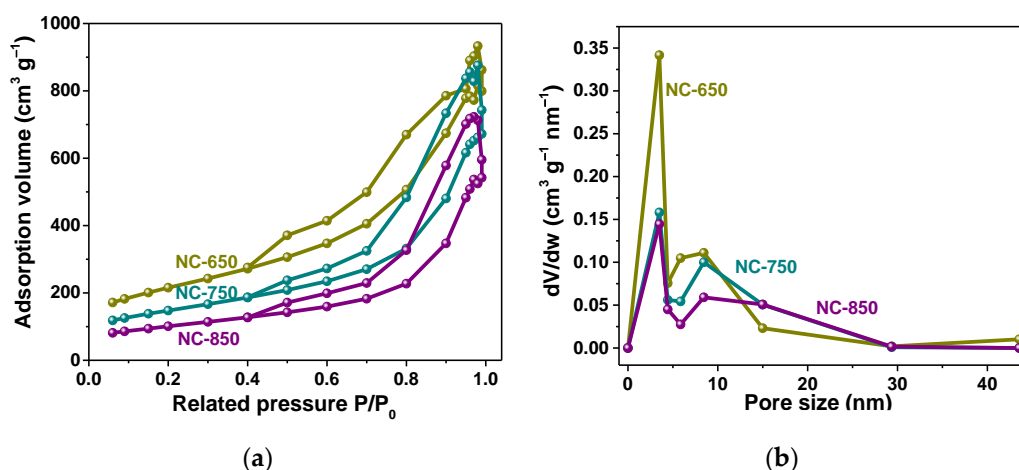 1000
800
600
400
200
0
Adsorption volume (cm³ g⁻¹)
NC-650
NC-750
NC-850
0.0 0.2 0.4 0.6 0.8 1.0
Related pressure P/P₀
(a)
0.35
0.30
0.25
0.20
0.15
0.10
0.05
0.00
dV/dw (cm³ g⁻¹ nm⁻¹)
NC-650
NC-750
NC-850
0 10 20 30 40
Pore size (nm)
(b)